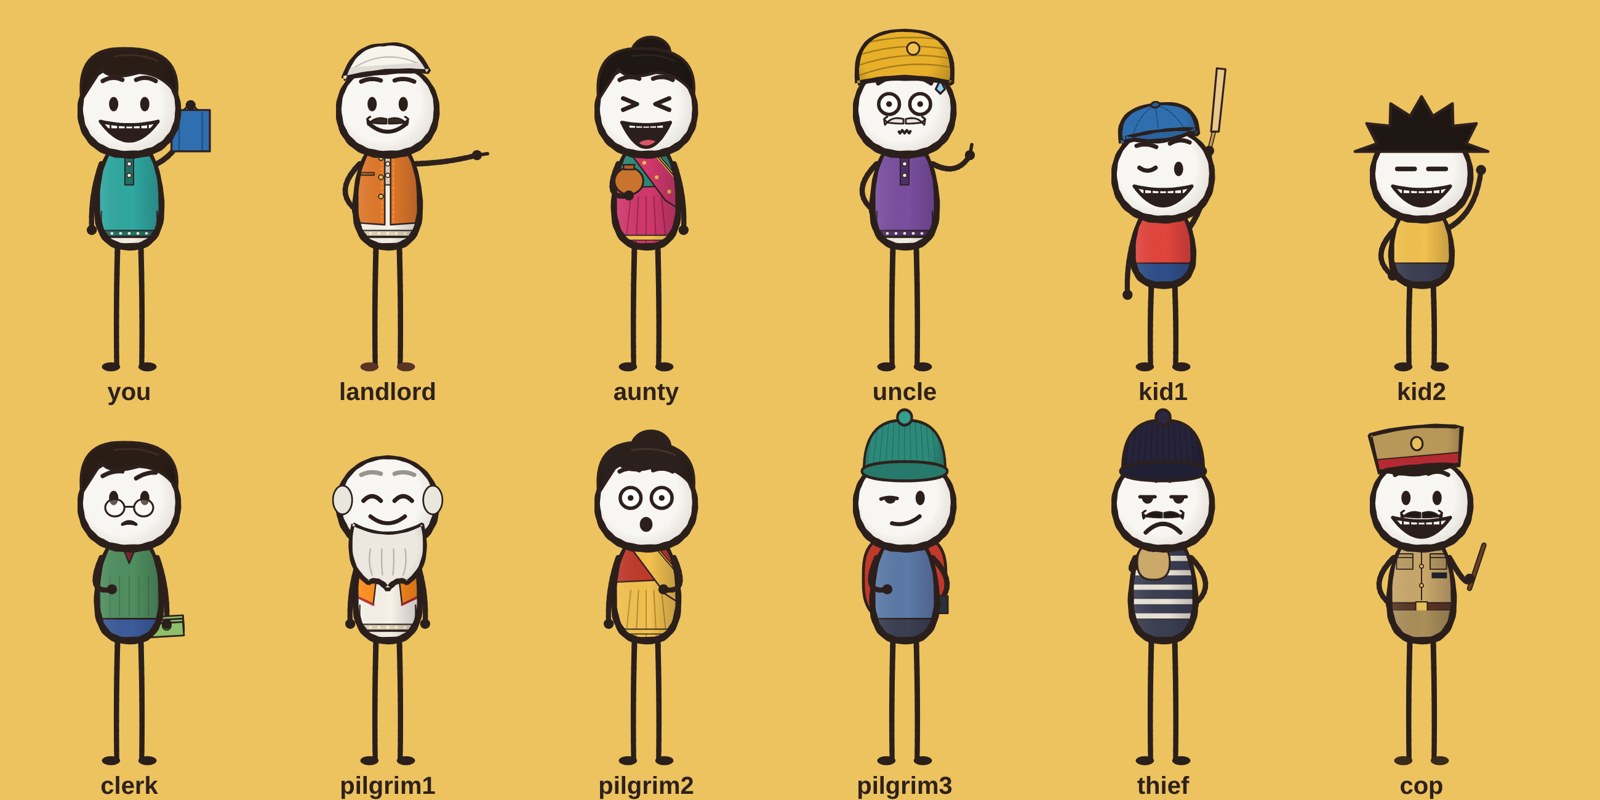 you
landlord
aunty
uncle
kid1
kid2
clerk
pilgrim1
pilgrim2
pilgrim3
thief
cop